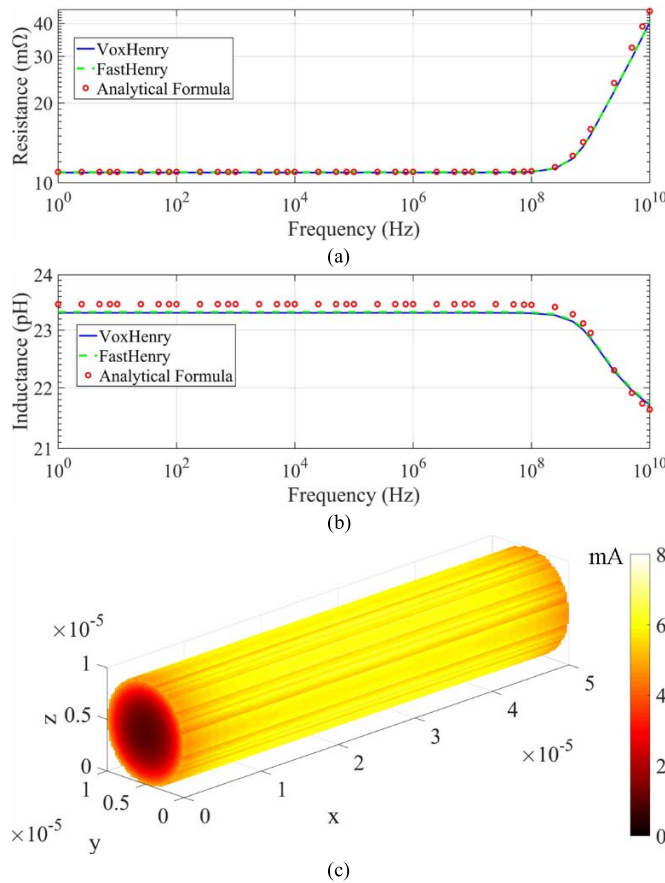 40
30
20
10
Resistance (mΩ)
VoxHenry
FastHenry
Analytical Formula
10^0 10^2 10^4 10^6 10^8 10^10
Frequency (Hz)
(a)
24
23
22
21
Inductance (pH)
VoxHenry
FastHenry
Analytical Formula
10^0 10^2 10^4 10^6 10^8 10^10
Frequency (Hz)
(b)
mA
8
6
4
2
0
×10^-5
1
0.5
0
z
1
0.5
0
×10^-5
y
0
1
2
3
4
5
×10^-5
x
(c)